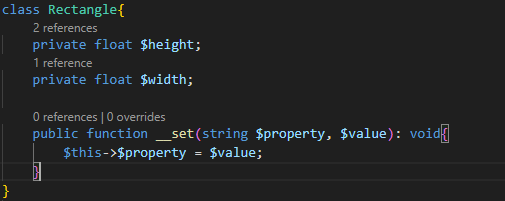 class Rectangle{
2 references
private float $height;
1 reference
private float $width;
0 references | 0 overrides
public function __set(string $property, $value): void{
$this->$property = $value;
}
}